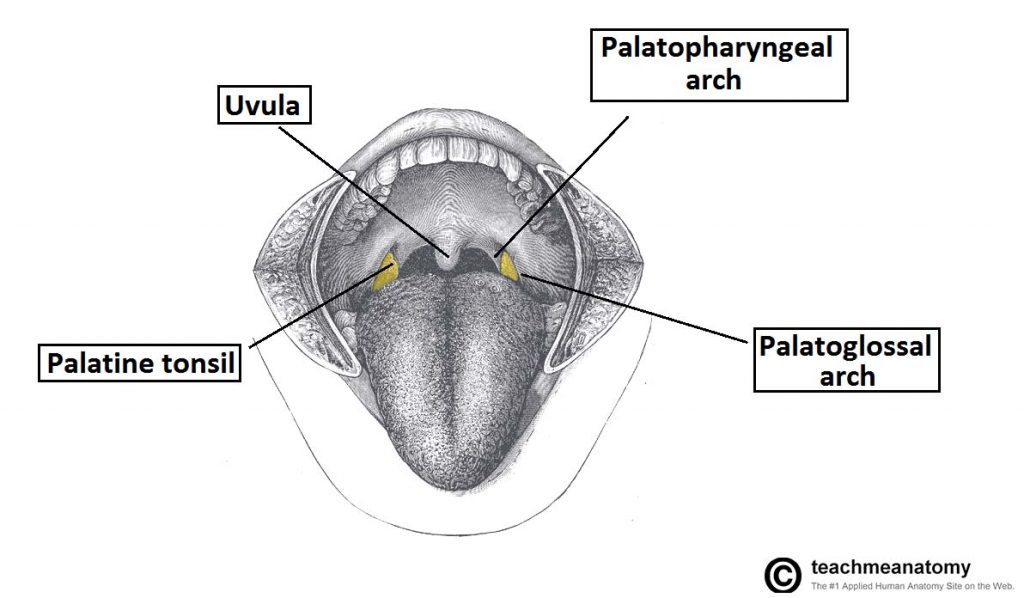 Palatopharyngeal
arch
Uvula
Palatoglossal
arch
Palatine tonsil
© teachmeanatomy
The #1 Applied Human Anatomy Site on the Web.